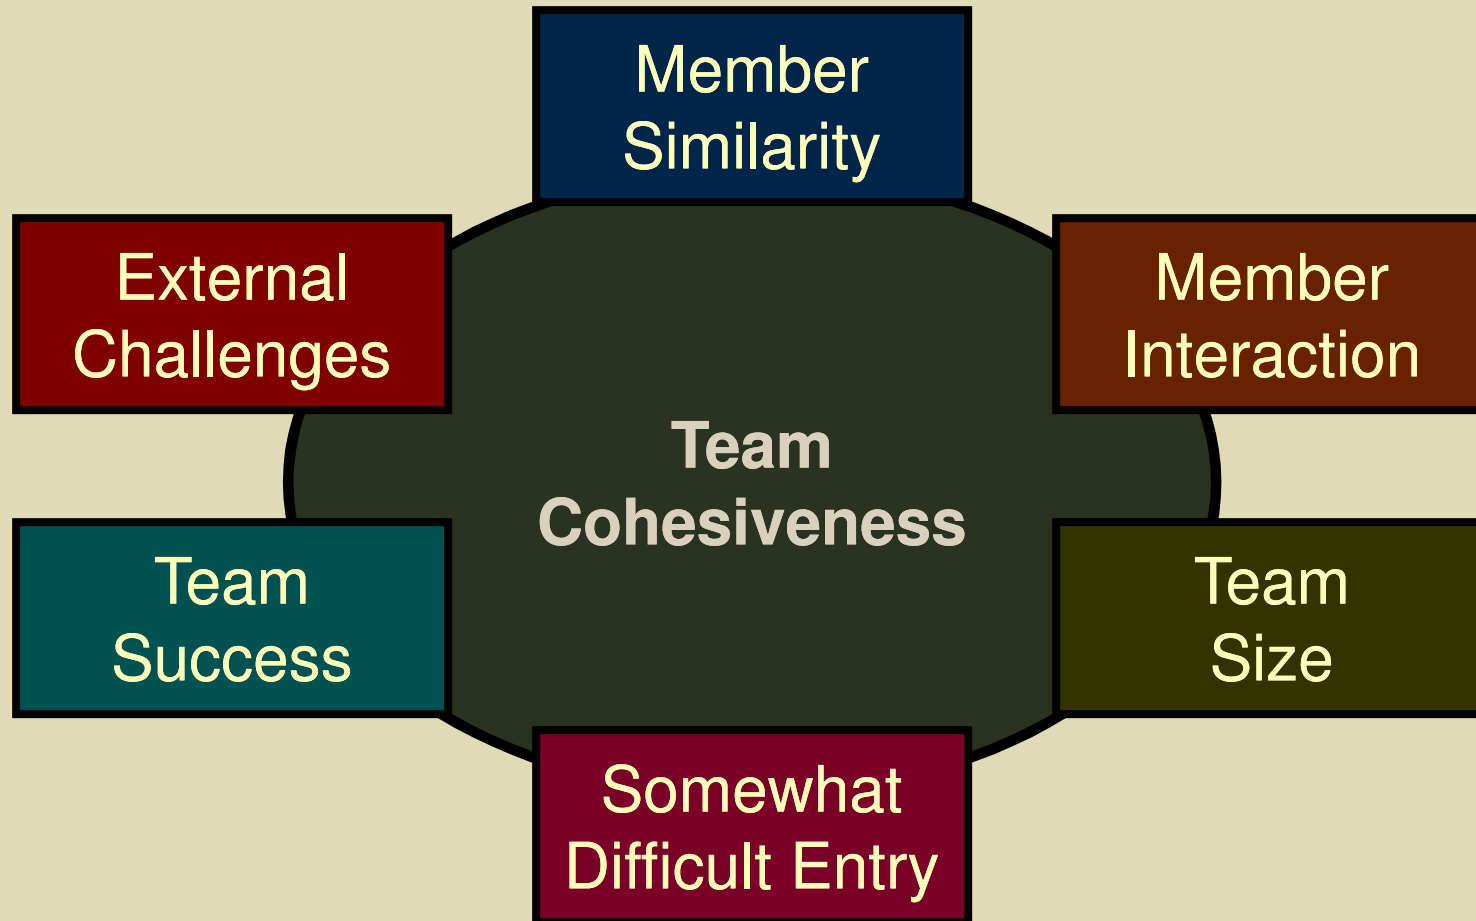 Member
Similarity
External
Challenges
Member
Interaction
Team
Cohesiveness
Team
Success
Team
Size
Somewhat
Difficult Entry